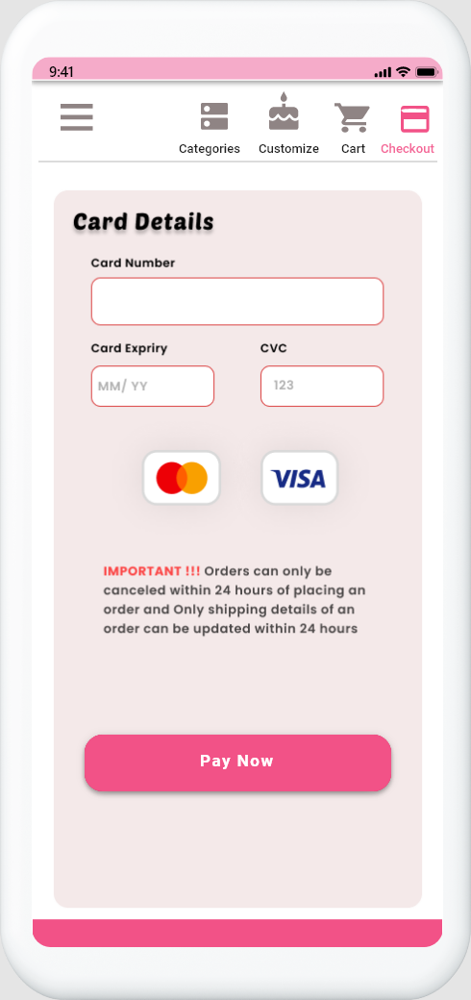 9:41
Categories Customize Cart Checkout
Card Details
Card Number
Card Expriry CVC
MM/ YY 123
VISA
IMPORTANT !!! Orders can only be
canceled within 24 hours of placing an
order and Only shipping details of an
order can be updated within 24 hours
Pay Now